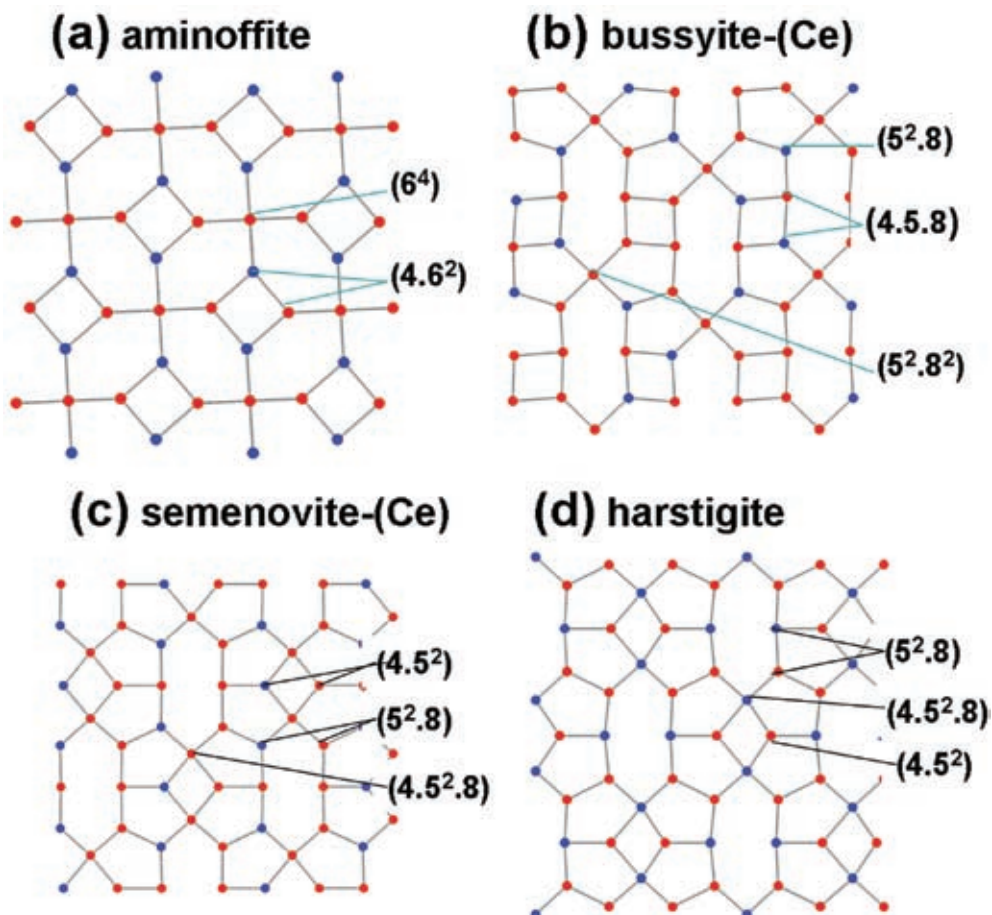 (a) aminoffite
(b) bussyite-(Ce)
(6⁴)
(4.6²)
(5².8)
(4.5.8)
(5².8²)
(c) semenovite-(Ce)
(d) harstigite
(4.5²)
(5².8)
(4.5².8)
(5².8)
(4.5².8)
(4.5²)